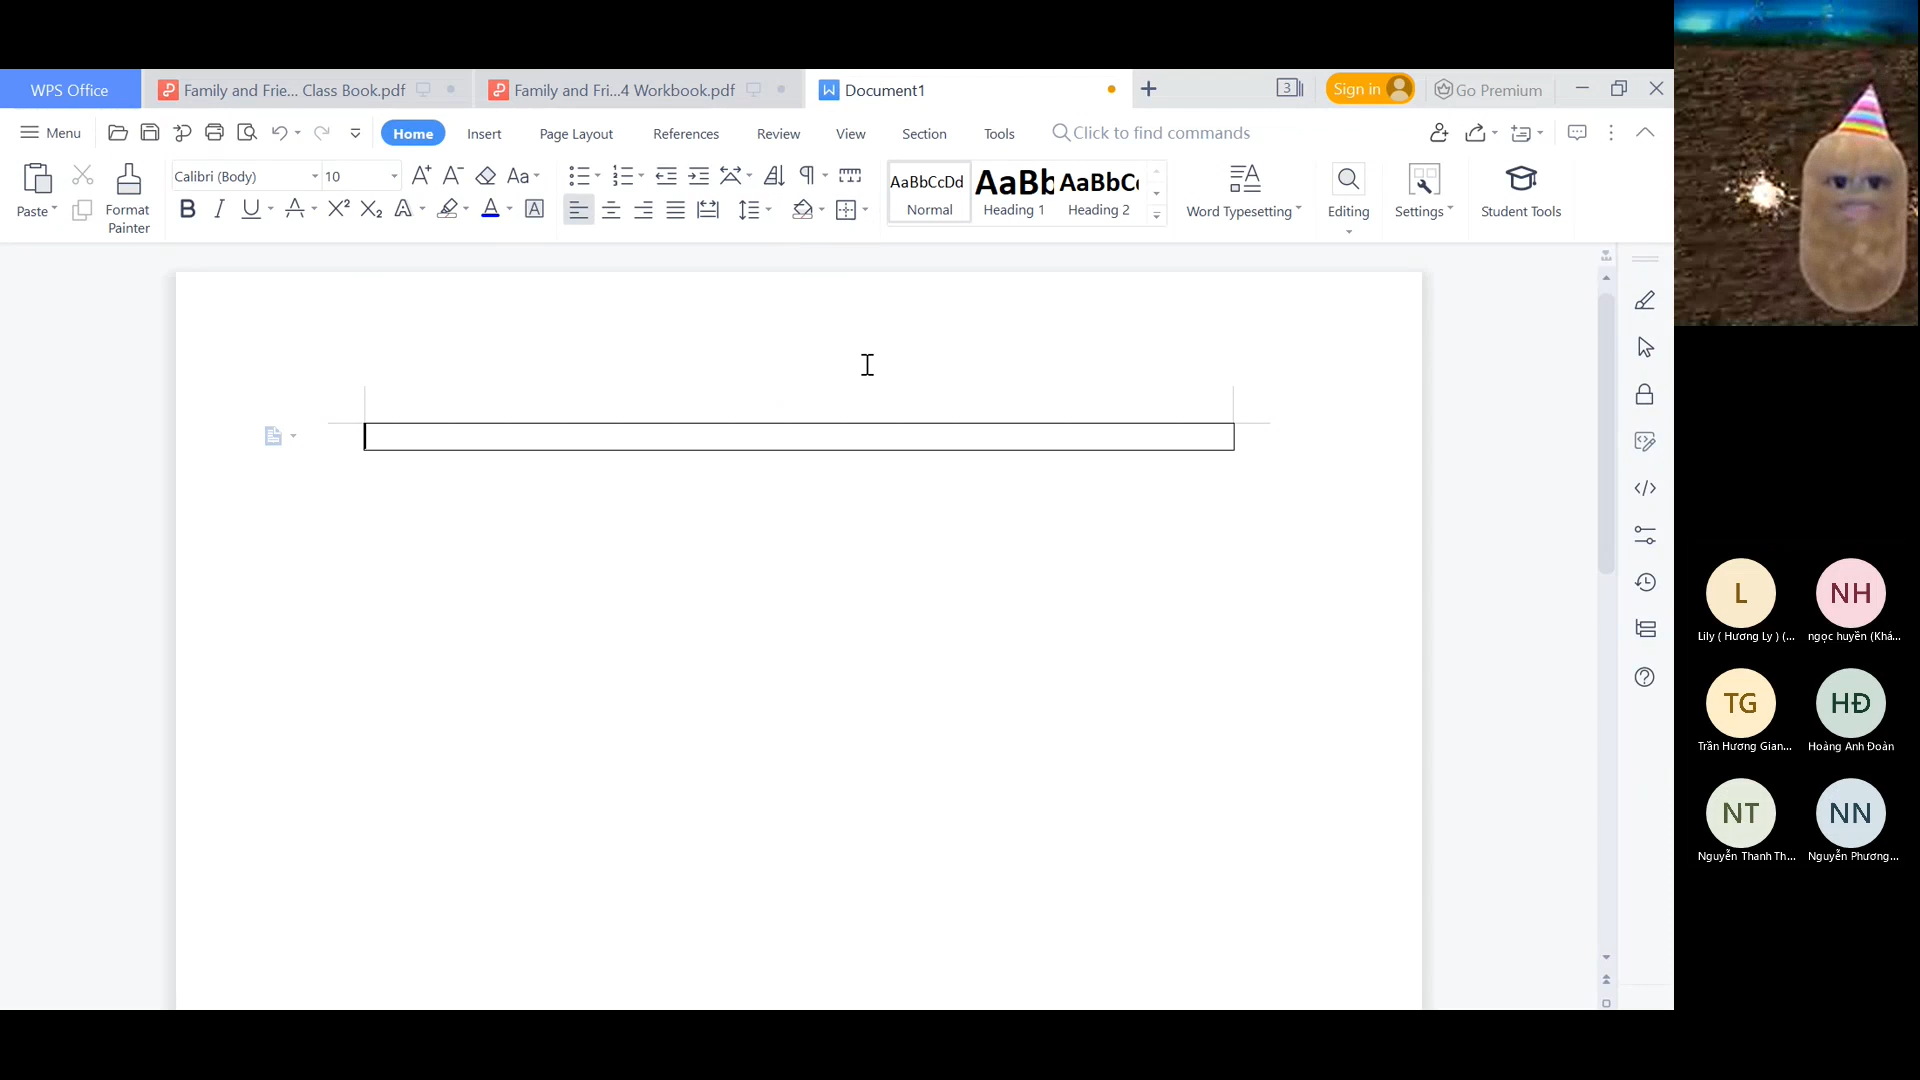 WPS Office
Family and Frie... Class Book.pdf
Family and Fri...4 Workbook.pdf
Document1
3
Sign in
Go Premium
Menu
Home
Insert
Page Layout
References
Review
View
Section
Tools
Click to find commands
Paste
Format
Painter
Calibri (Body)
10
AaBbCcDd
Normal
AaBb
Heading 1
AaBbC
Heading 2
Word Typesetting
Editing
Settings
Student Tools
L
Lily ( Hương Ly ) (...
NH
ngọc huyền (Khá...
TG
Trần Hương Gian...
HĐ
Hoàng Anh Đoàn
NT
Nguyễn Thanh Th...
NN
Nguyễn Phương...